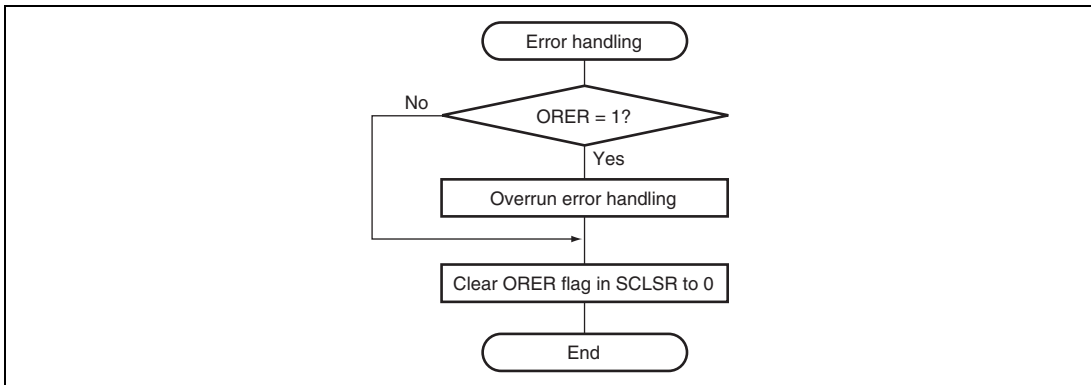 Error handling
No
ORER = 1?
Yes
Overrun error handling
Clear ORER flag in SCLSR to 0
End